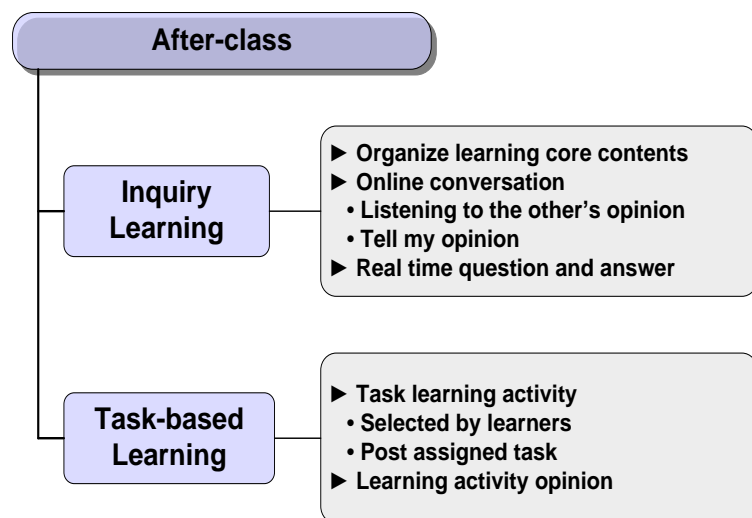 After-class
Inquiry
Learning
► Organize learning core contents
► Online conversation
• Listening to the other's opinion
• Tell my opinion
► Real time question and answer
Task-based
Learning
► Task learning activity
• Selected by learners
• Post assigned task
► Learning activity opinion